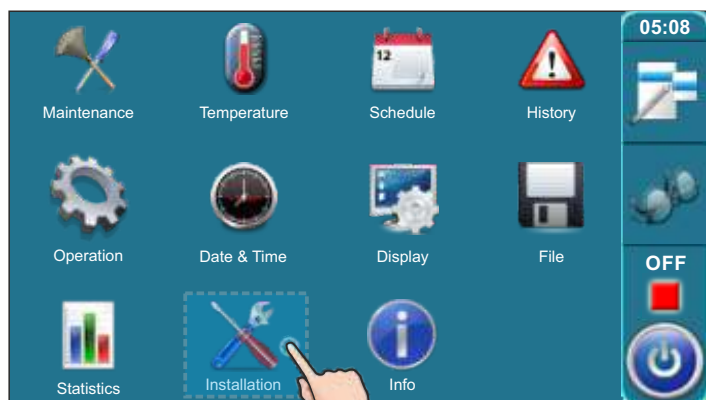 05:08
Maintenance Temperature Schedule History
12
Operation Date & Time Display File
OFF
Statistics Installation Info